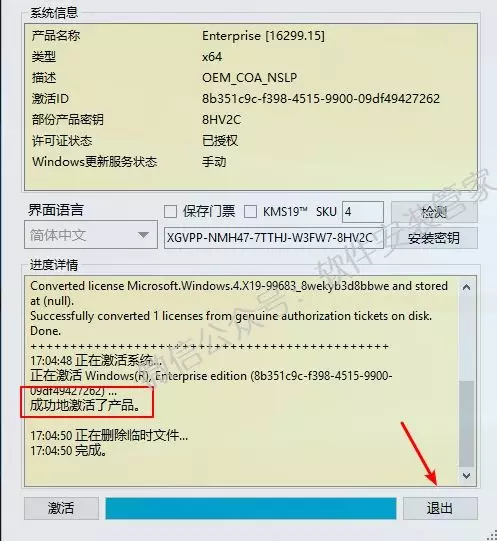 系统信息
产品名称 Enterprise [16299.15]
类型 x64
描述 OEM_COA_NSLP
激活ID 8b351c9c-f398-4515-9900-09df49427262
部份产品密钥 8HV2C
许可证状态 已授权
Windows更新服务状态 手动
界面语言 保存门票 KMS19™ SKU 4 检测
简体中文 XGVPP-NMH47-7TTHJ-W3FW7-8HV2C 安装密钥
进度详情
Converted license Microsoft.Windows.4.X19-99683_8wekyb3d8bbwe and stored
at (null).
Successfully converted 1 licenses from genuine authorization tickets on disk.
Done.
++++++++++++++++++++++++++++++++++++++++++++++++
17:04:48 正在激活系统...
正在激活 Windows(R), Enterprise edition (8b351c9c-f398-4515-9900-
09df49427262) ...
成功地激活了产品。
17:04:50 正在删除临时文件...
17:04:50 完成。
激活 退出
微信公众号：软件安装管家